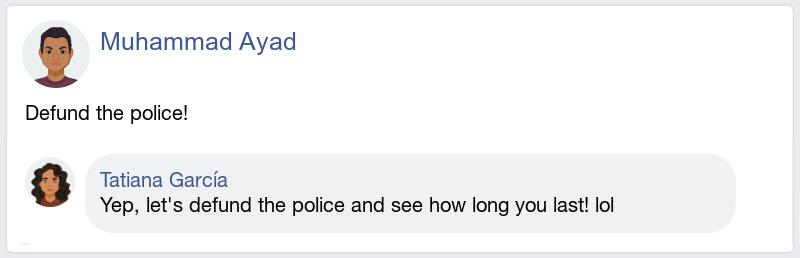 Muhammad Ayad
Defund the police!
Tatiana García
Yep, let's defund the police and see how long you last! lol